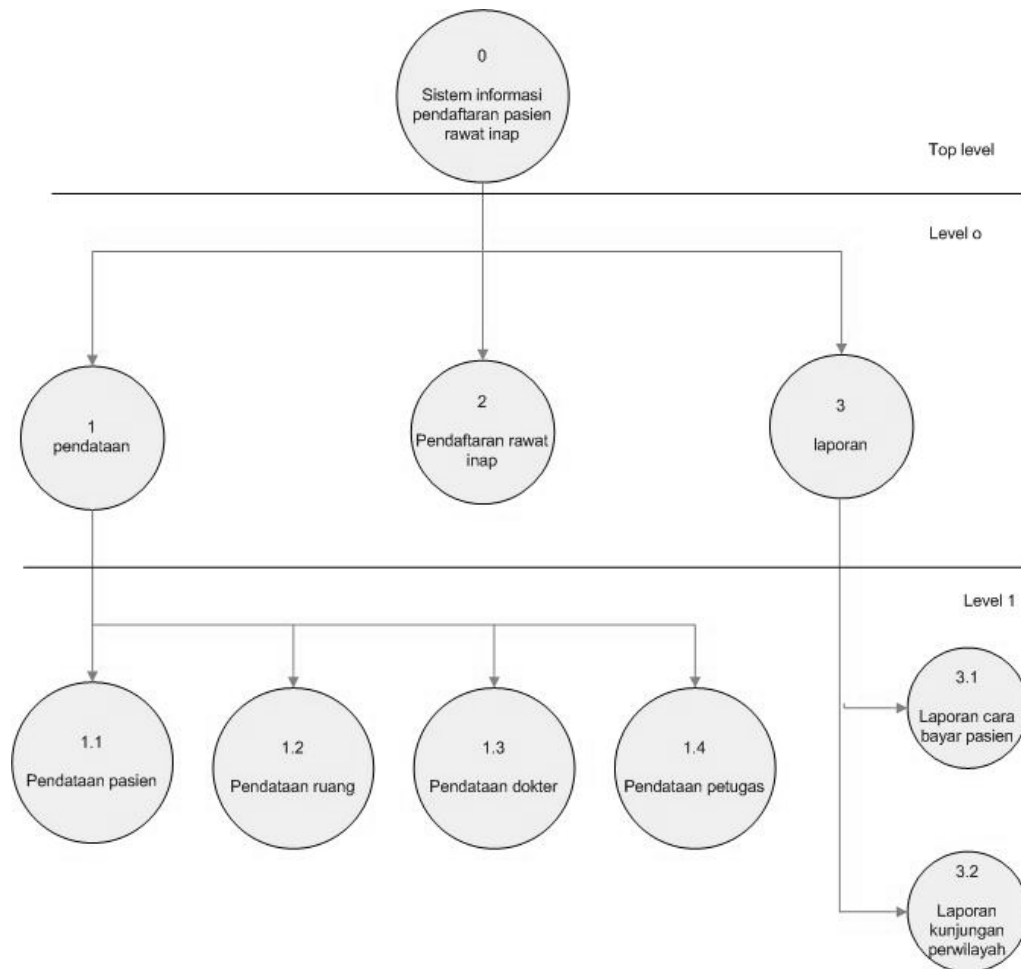 0
Sistem informasi
pendaftaran pasien
rawat inap
Top level
Level o
1
pendataan
2
Pendaftaran rawat
inap
3
laporan
Level 1
1.1
Pendataan pasien
1.2
Pendataan ruang
1.3
Pendataan dokter
1.4
Pendataan petugas
3.1
Laporan cara
bayar pasien
3.2
Laporan
kunjungan
perwilayah